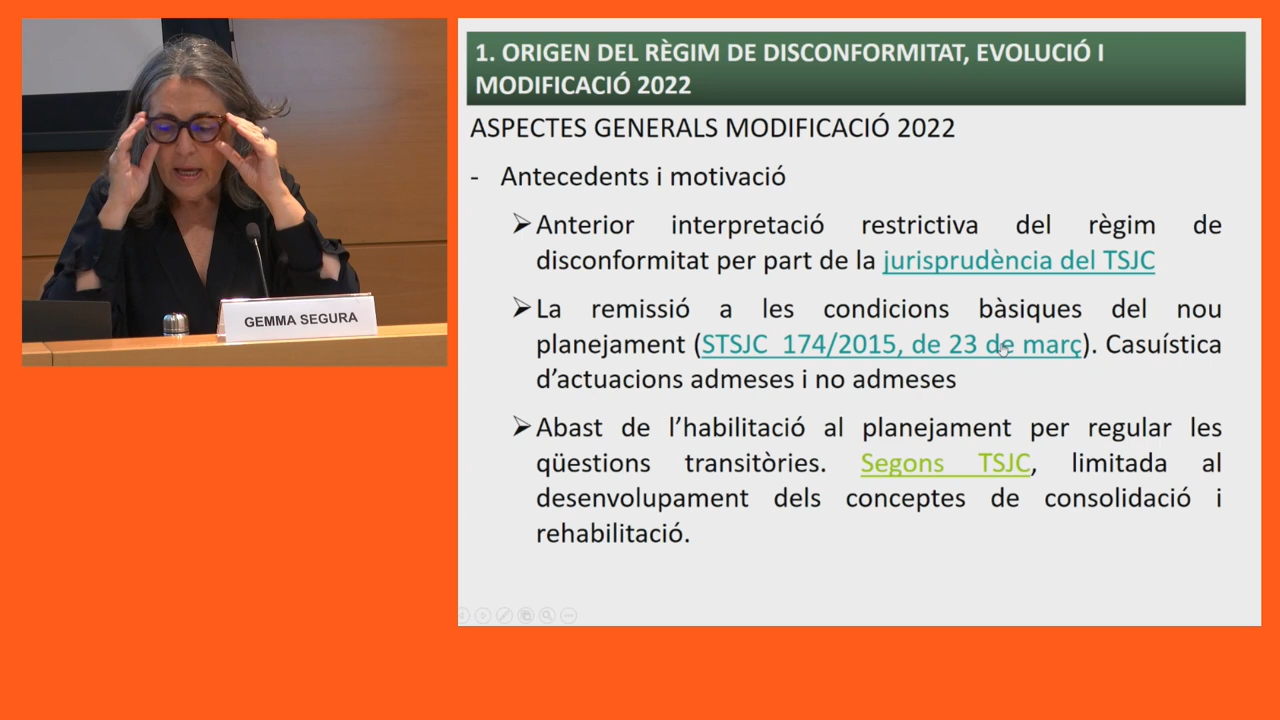 GEMMA SEGURA
1. ORIGEN DEL RÈGIM DE DISCONFORMITAT, EVOLUCIÓ I
MODIFICACIÓ 2022
ASPECTES GENERALS MODIFICACIÓ 2022
- Antecedents i motivació
Anterior interpretació restrictiva del règim de
disconformitat per part de la jurisprudència del TSJC
La remissió a les condicions bàsiques del nou
planejament (STSJC 174/2015, de 23 de març). Casuística
d’actuacions admeses i no admeses
Abast de l’habilitació al planejament per regular les
qüestions transitòries. Segons TSJC, limitada al
desenvolupament dels conceptes de consolidació i
rehabilitació.